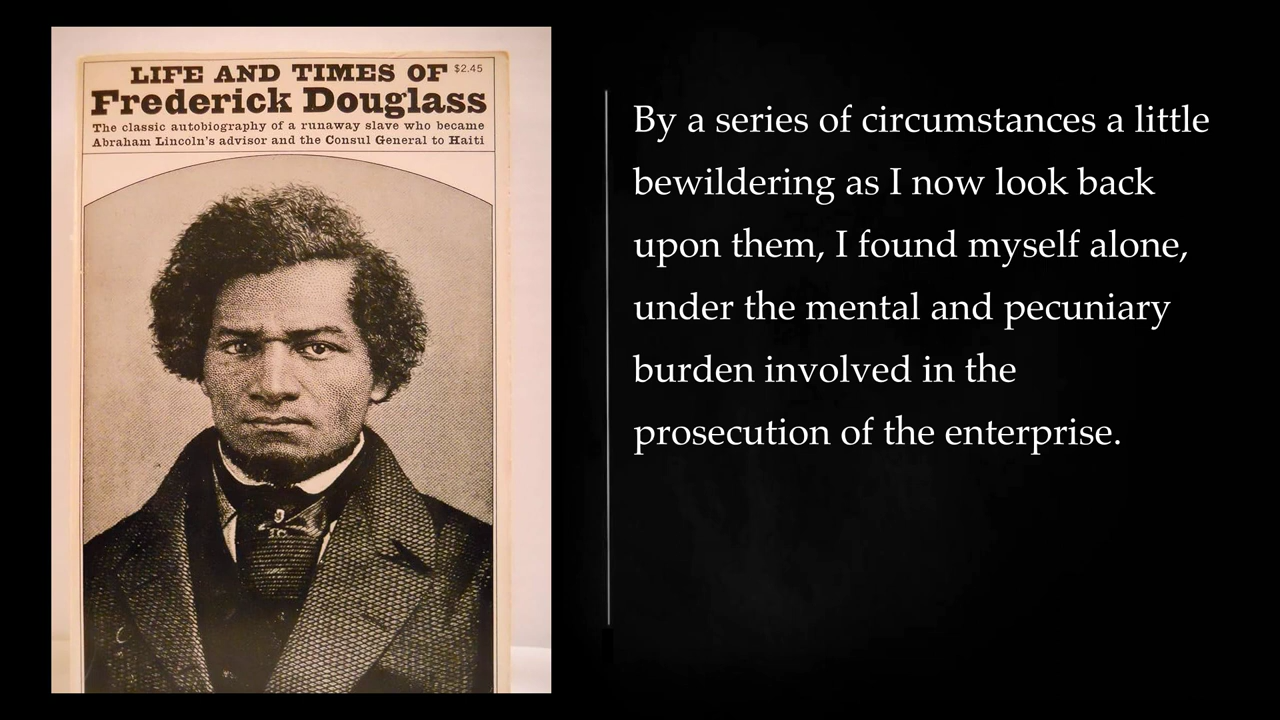 LIFE AND TIMES OF $2.45
Frederick Douglass
The classic autobiography of a runaway slave who became
Abraham Lincoln's advisor and the Consul General to Haiti
By a series of circumstances a little
bewildering as I now look back
upon them, I found myself alone,
under the mental and pecuniary
burden involved in the
prosecution of the enterprise.